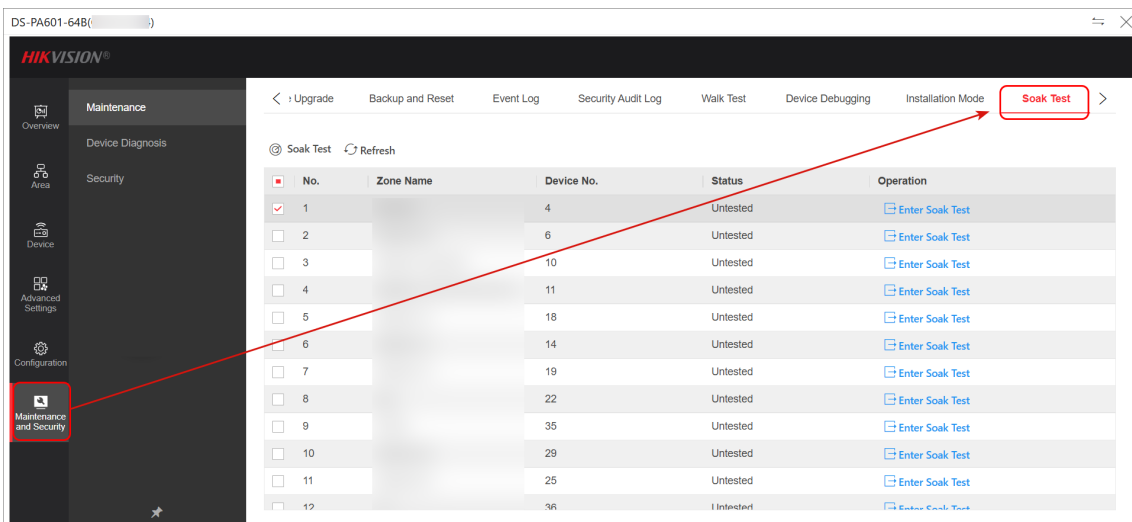 DS-PA601-64B( )
HIKVISION®
Overview
Area
Device
Advanced
Settings
Configuration
Maintenance
and Security
Maintenance
Device Diagnosis
Security
Upgrade Backup and Reset Event Log Security Audit Log Walk Test Device Debugging Installation Mode Soak Test
Soak Test Refresh
No. Zone Name Device No. Status Operation
1 4 Untested Enter Soak Test
2 6 Untested Enter Soak Test
3 10 Untested Enter Soak Test
4 11 Untested Enter Soak Test
5 18 Untested Enter Soak Test
6 14 Untested Enter Soak Test
7 19 Untested Enter Soak Test
8 22 Untested Enter Soak Test
9 35 Untested Enter Soak Test
10 29 Untested Enter Soak Test
11 25 Untested Enter Soak Test
12 36 Untested Enter Soak Test